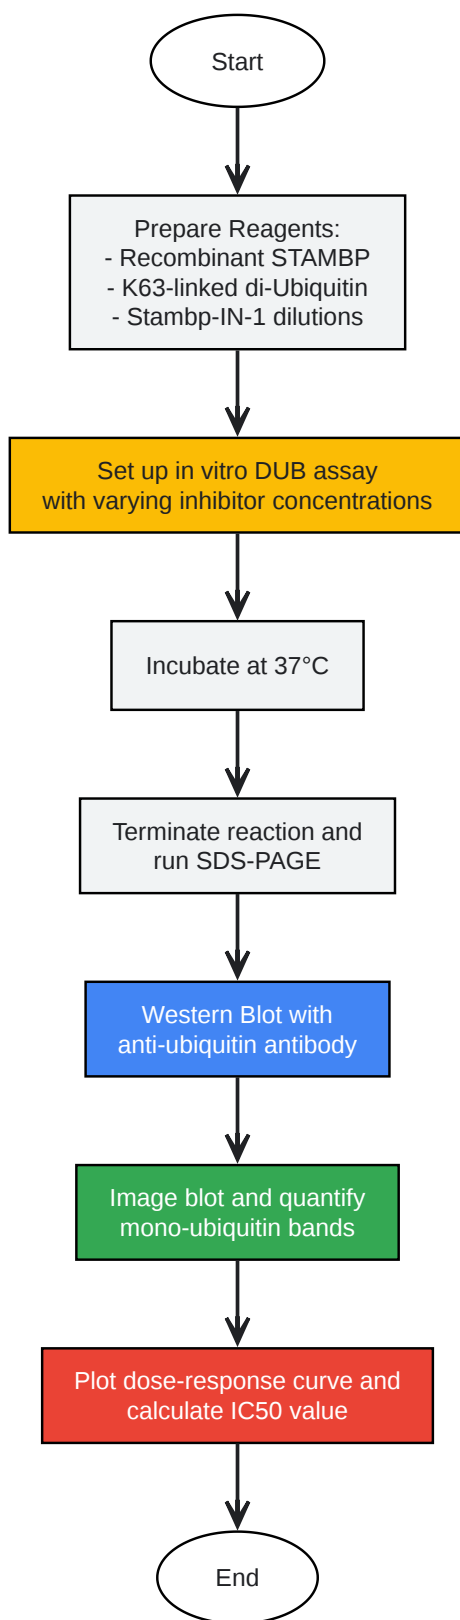 Start
Prepare Reagents:
- Recombinant STAMBP
- K63-linked di-Ubiquitin
- Stambp-IN-1 dilutions
Set up in vitro DUB assay
with varying inhibitor concentrations
Incubate at 37°C
Terminate reaction and
run SDS-PAGE
Western Blot with
anti-ubiquitin antibody
Image blot and quantify
mono-ubiquitin bands
Plot dose-response curve and
calculate IC50 value
End